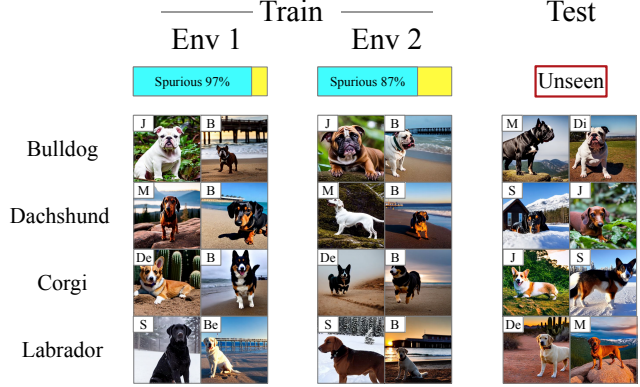 Train
Test
Env 1
Env 2
Spurious 97%
Spurious 87%
Unseen
Bulldog
J
B
J
B
M
Di
Dachshund
M
B
M
B
S
J
Corgi
De
B
De
B
J
S
Labrador
S
Be
S
B
De
M